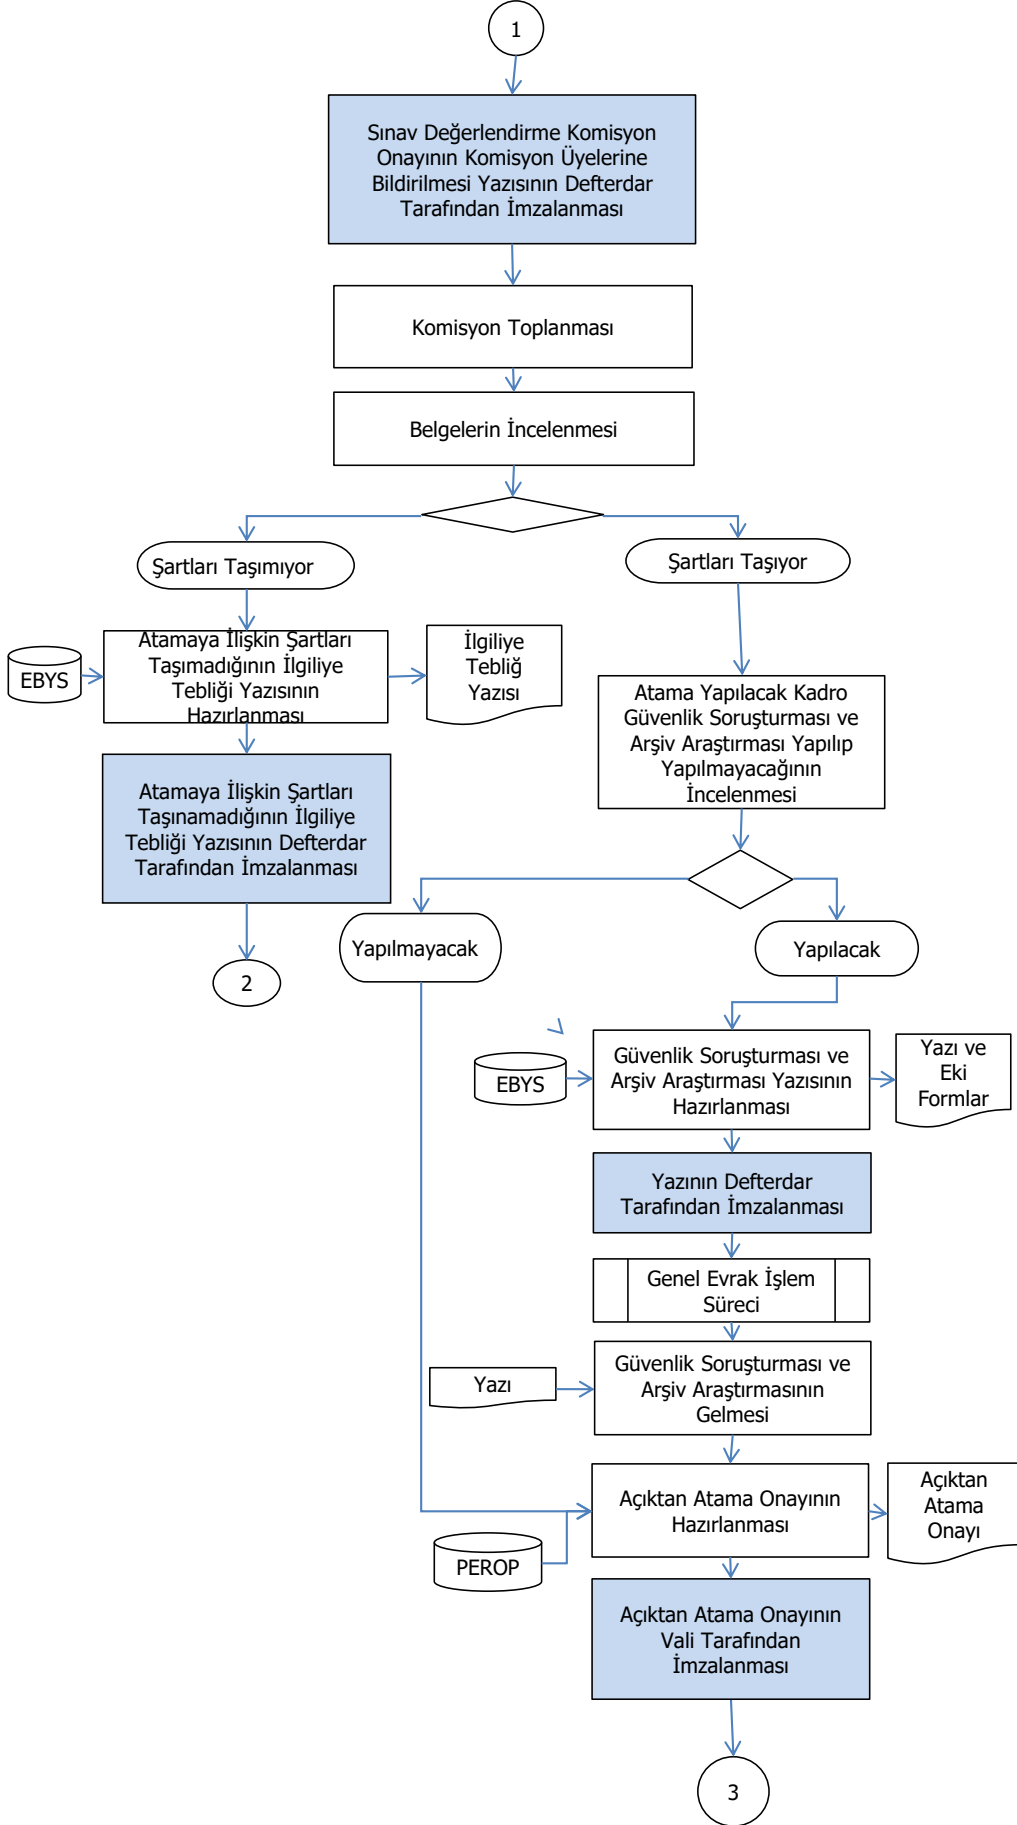 1
Sınav Değerlendirme Komisyon
Onayının Komisyon Üyelerine
Bildirilmesi Yazısının Defterdar
Tarafından İmzalanması
Komisyon Toplanması
Belgelerin İncelenmesi
Şartları Taşımıyor
Şartları Taşıyor
EBYS
Atamaya İlişkin Şartları
Taşımadığının İlgiliye
Tebliği Yazısının
Hazırlanması
İlgiliye
Tebliğ
Yazısı
Atama Yapılacak Kadro
Güvenlik Soruşturması ve
Arşiv Araştırması Yapılıp
Yapılmayacağının
İncelenmesi
Atamaya İlişkin Şartları
Taşınamadığının İlgiliye
Tebliği Yazısının Defterdar
Tarafından İmzalanması
Yapılmayacak
Yapılacak
2
EBYS
Güvenlik Soruşturması ve
Arşiv Araştırması Yazısının
Hazırlanması
Yazı ve
Eki
Formlar
Yazının Defterdar
Tarafından İmzalanması
Genel Evrak İşlem
Süreci
Yazı
Güvenlik Soruşturması ve
Arşiv Araştırmasının
Gelmesi
Açıktan Atama Onayının
Hazırlanması
Açıktan
Atama
Onayı
PEROP
Açıktan Atama Onayının
Vali Tarafından
İmzalanması
3